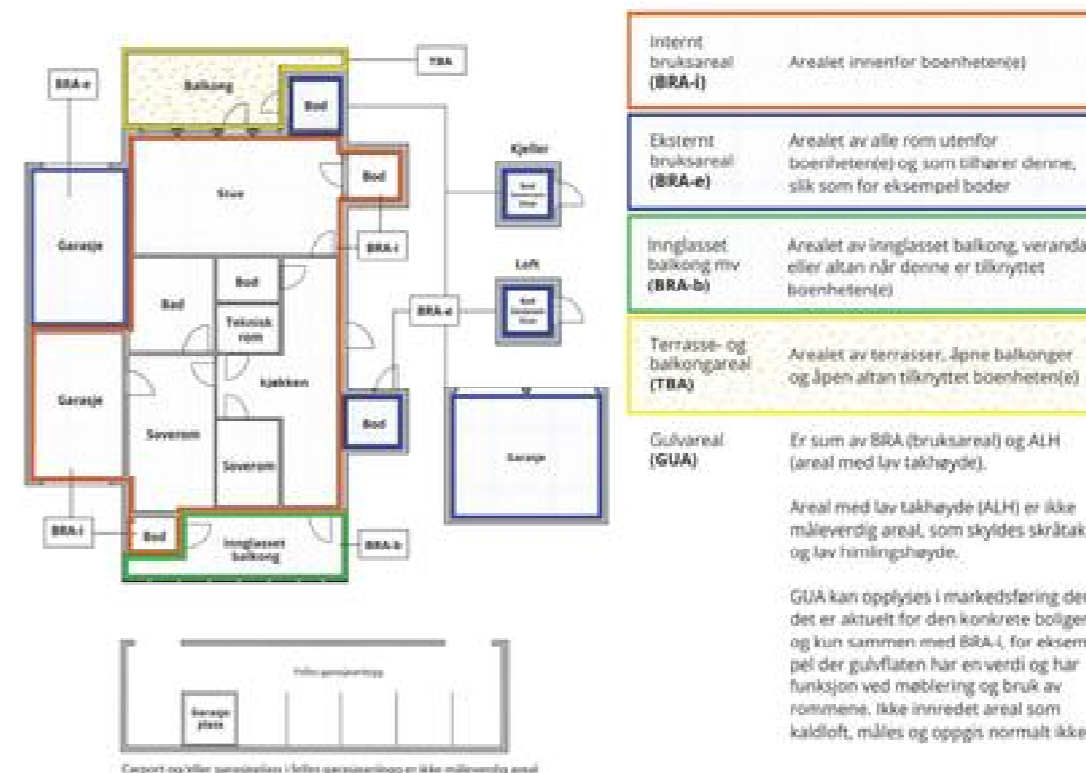 TBA
BRA-e
Balkong
Bod
Kjeller
Stue
Bod
Garasje
BRA-i
Loft
Bod
Bad
Teknisk
rom
BRA-e
Kjøkken
Garasje
Soverom
Bod
Garasje
Soverom
BRA-i
Bod
Innglasset
balkong
BRA-b
Felles garasjeanlegg
Garasje
plass
Carport og/eller garasjeplass i felles garasjeanlegg er ikke måleverdig areal
Internt
bruksareal
(BRA-i)
Arealet innenfor boenheten(e)
Eksternt
bruksareal
(BRA-e)
Arealet av alle rom utenfor
boenheten(e) og som tilhører denne,
slik som for eksempel boder
Innglasset
balkong mv
(BRA-b)
Arealet av innglasset balkong, veranda
eller altan når denne er tilknyttet
boenheten(e)
Terrasse- og
balkongareal
(TBA)
Arealet av terrasser, åpne balkonger
og åpen altan tilknyttet boenheten(e)
Gulvareal
(GUA)
Er sum av BRA (bruksareal) og ALH
(areal med lav takhøyde).
Areal med lav takhøyde (ALH) er ikke
måleverdig areal, som skyldes skråtak
og lav himlingshøyde.
GUA kan opplyses i markedsføring der
det er aktuelt for den konkrete boligen
og kun sammen med BRA-i, for eksem
pel der gulvflaten har en verdi og har
funksjon ved møblering og bruk av
rommene. Ikke innredet areal som
kaldloft, måles og oppgis normalt ikke